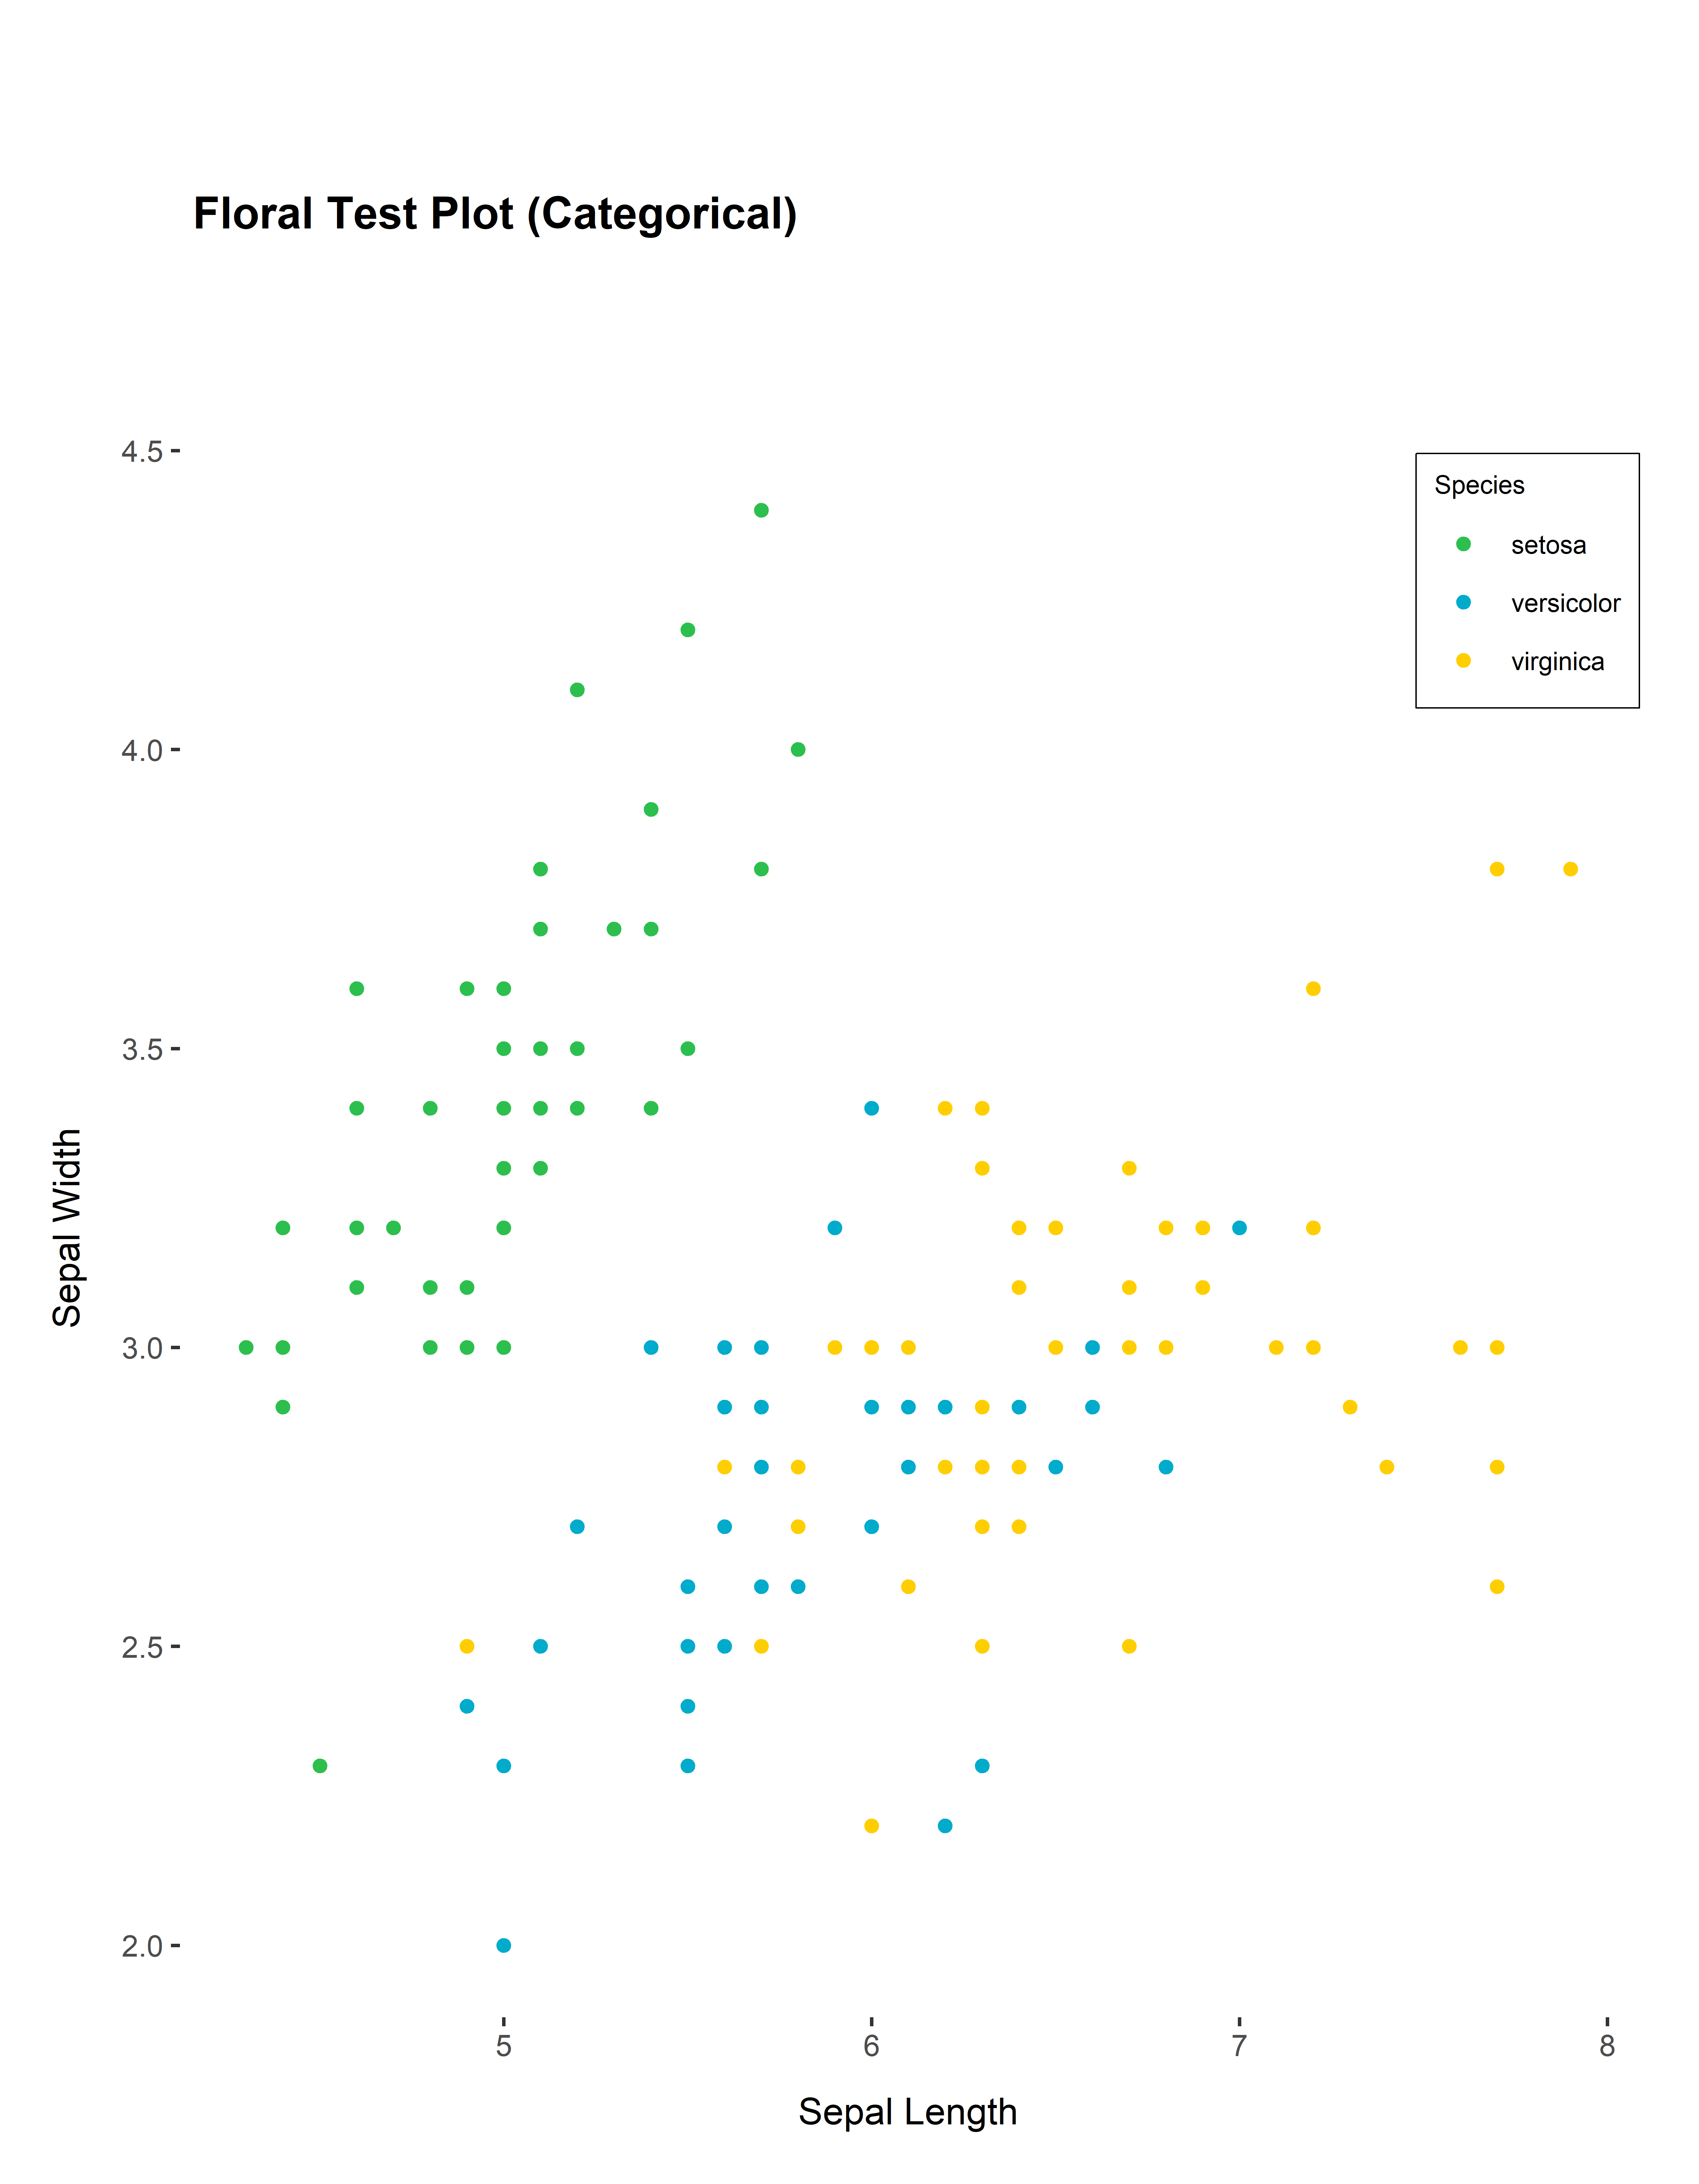 Floral Test Plot (Categorical)
4.5
4.0
3.5
3.0
2.5
2.0
Sepal Width
Species
setosa
versicolor
virginica
5 6 7 8
Sepal Length